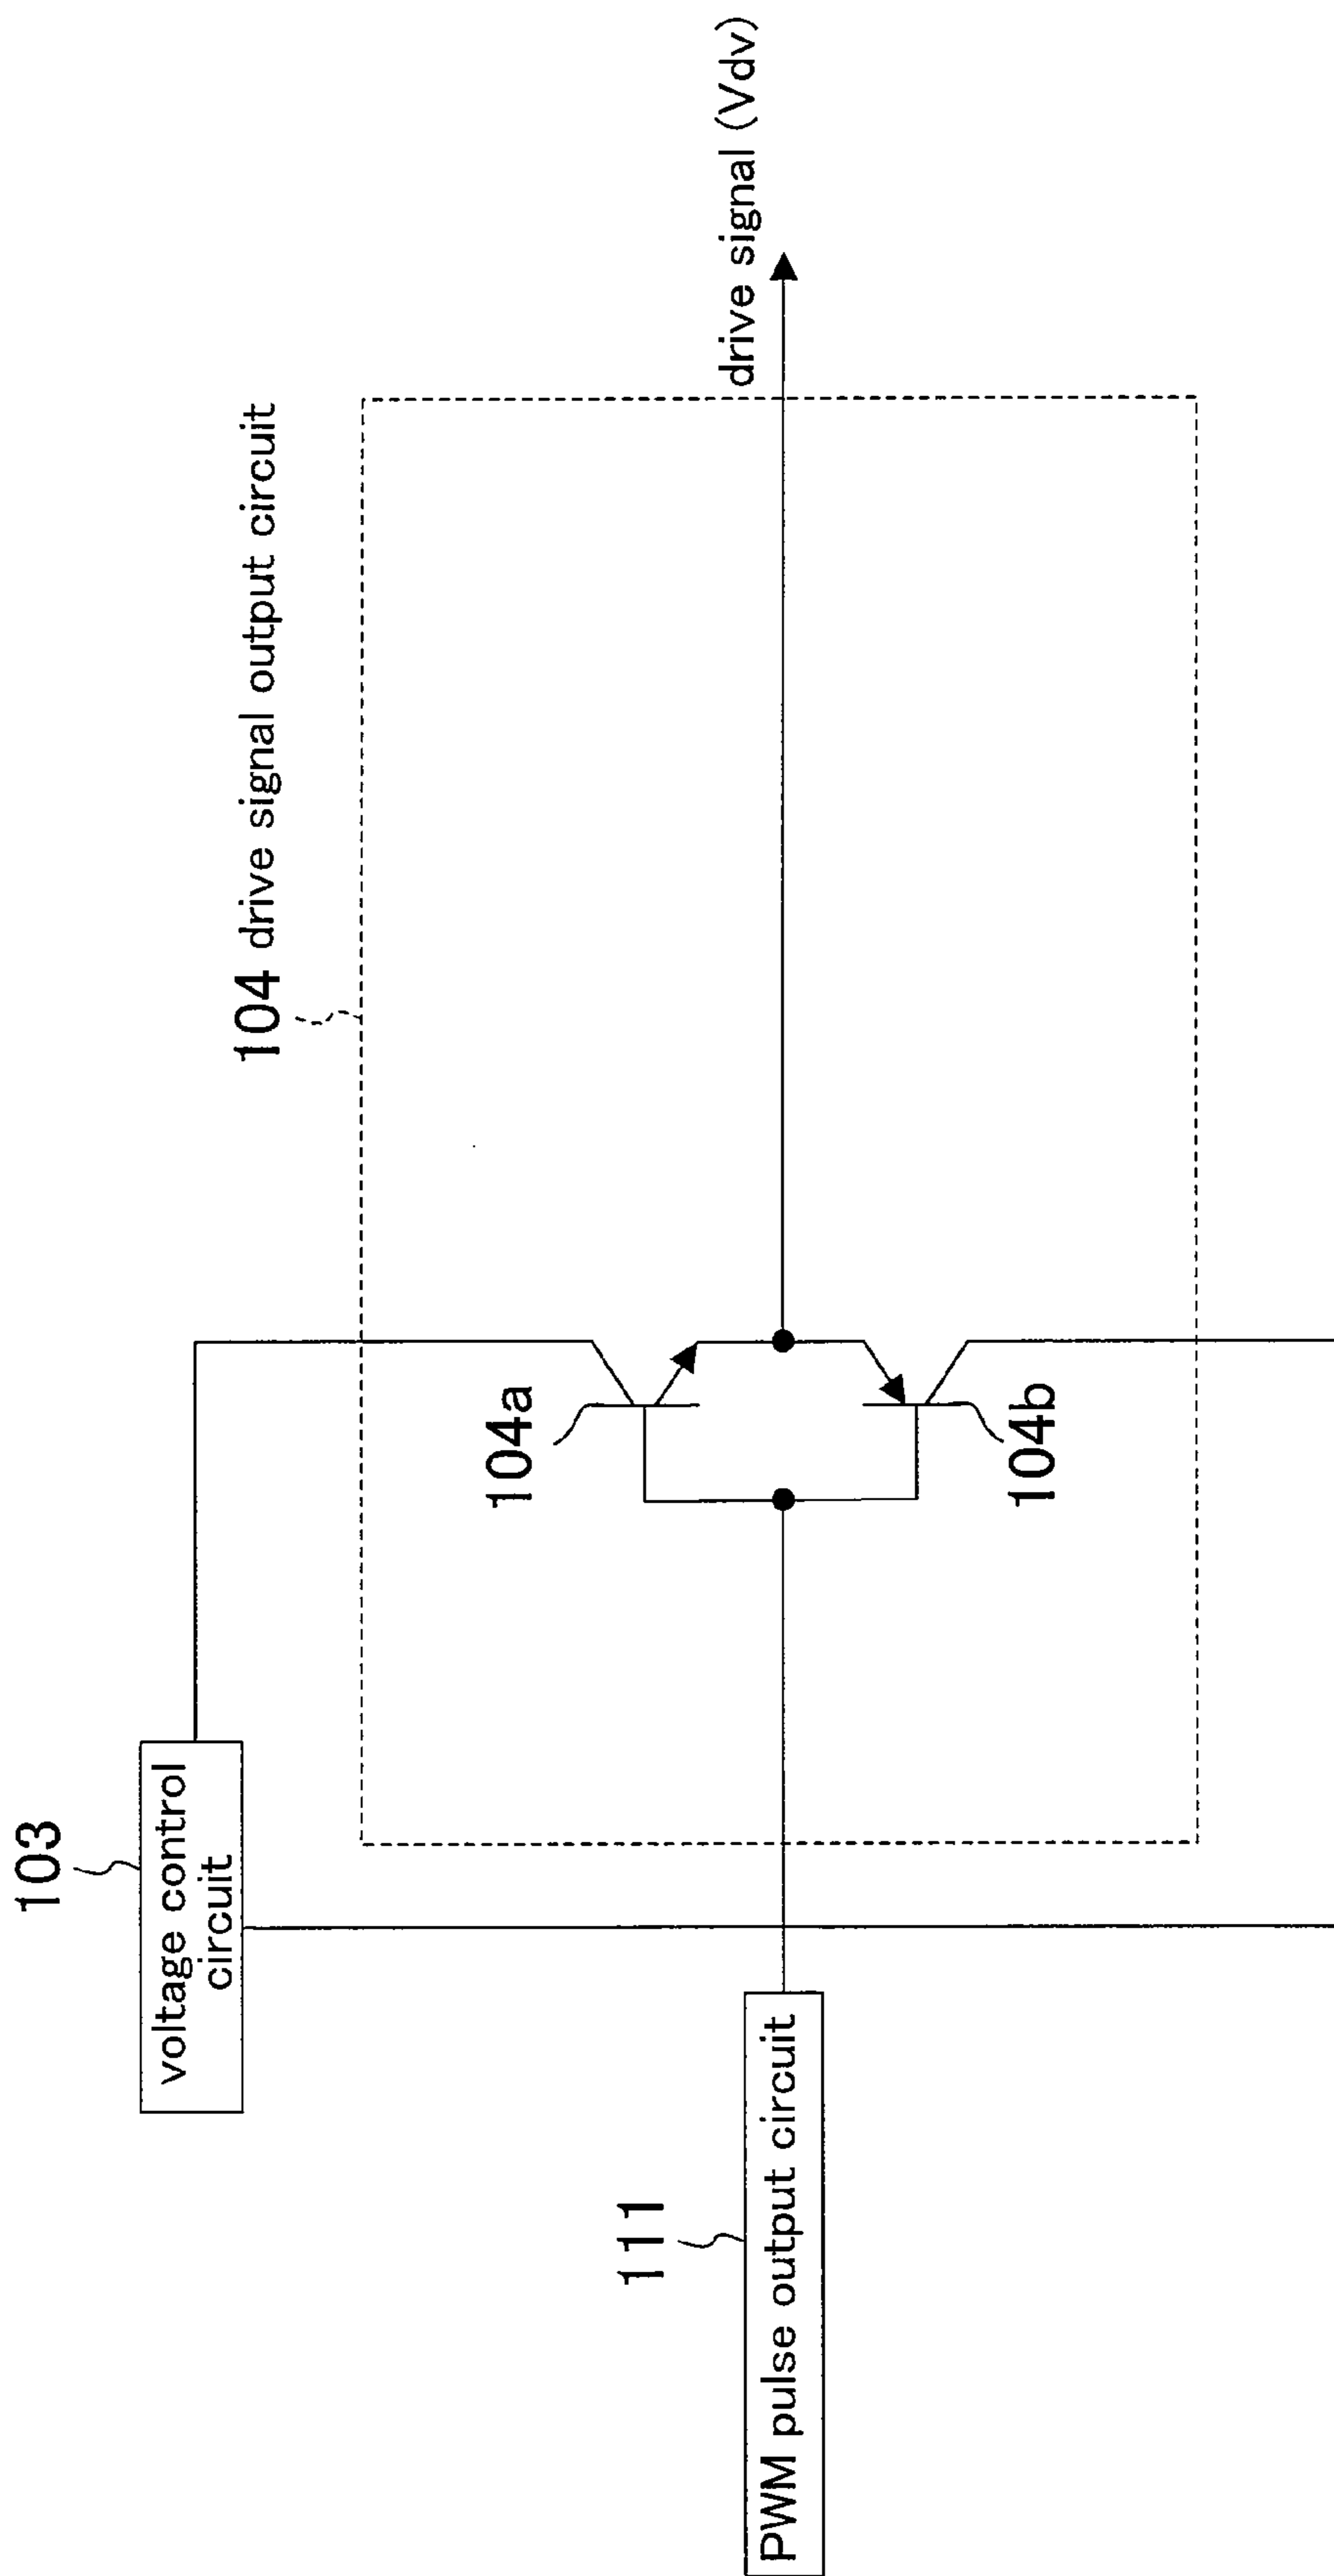 103
voltage control
circuit
104 drive signal output circuit
104a
104b
drive signal (Vdv)
111
PWM pulse output circuit